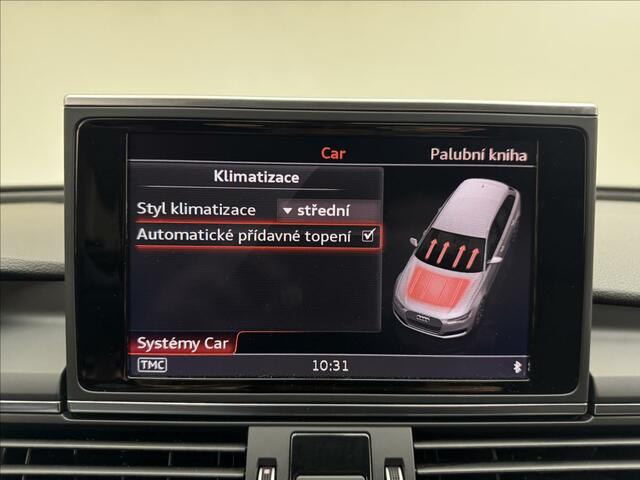 Car
Palubní kniha
Klimatizace
Styl klimatizace střední
Automatické přídavné topení
Systémy Car
TMC
10:31